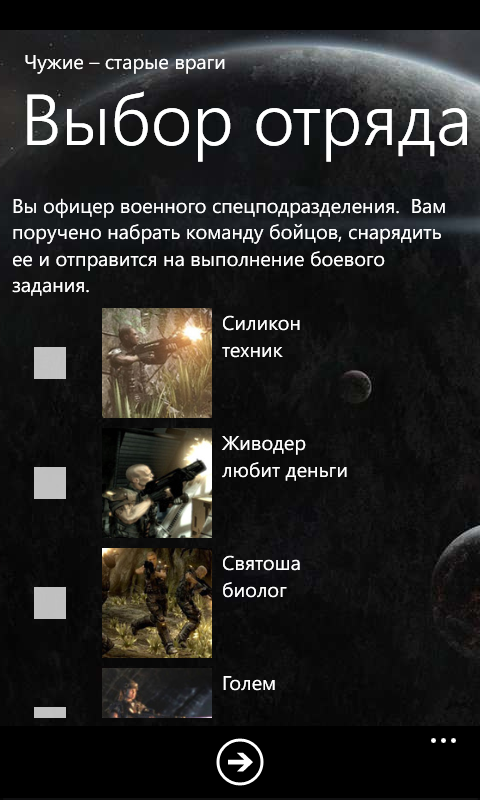 Чужие – старые враги
Выбор отряда
Вы офицер военного спецподразделения.  Вам
поручено набрать команду бойцов, снарядить
ее и отправится на выполнение боевого
задания.
Силикон
техник
Живодер
любит деньги
Святоша
биолог
Голем